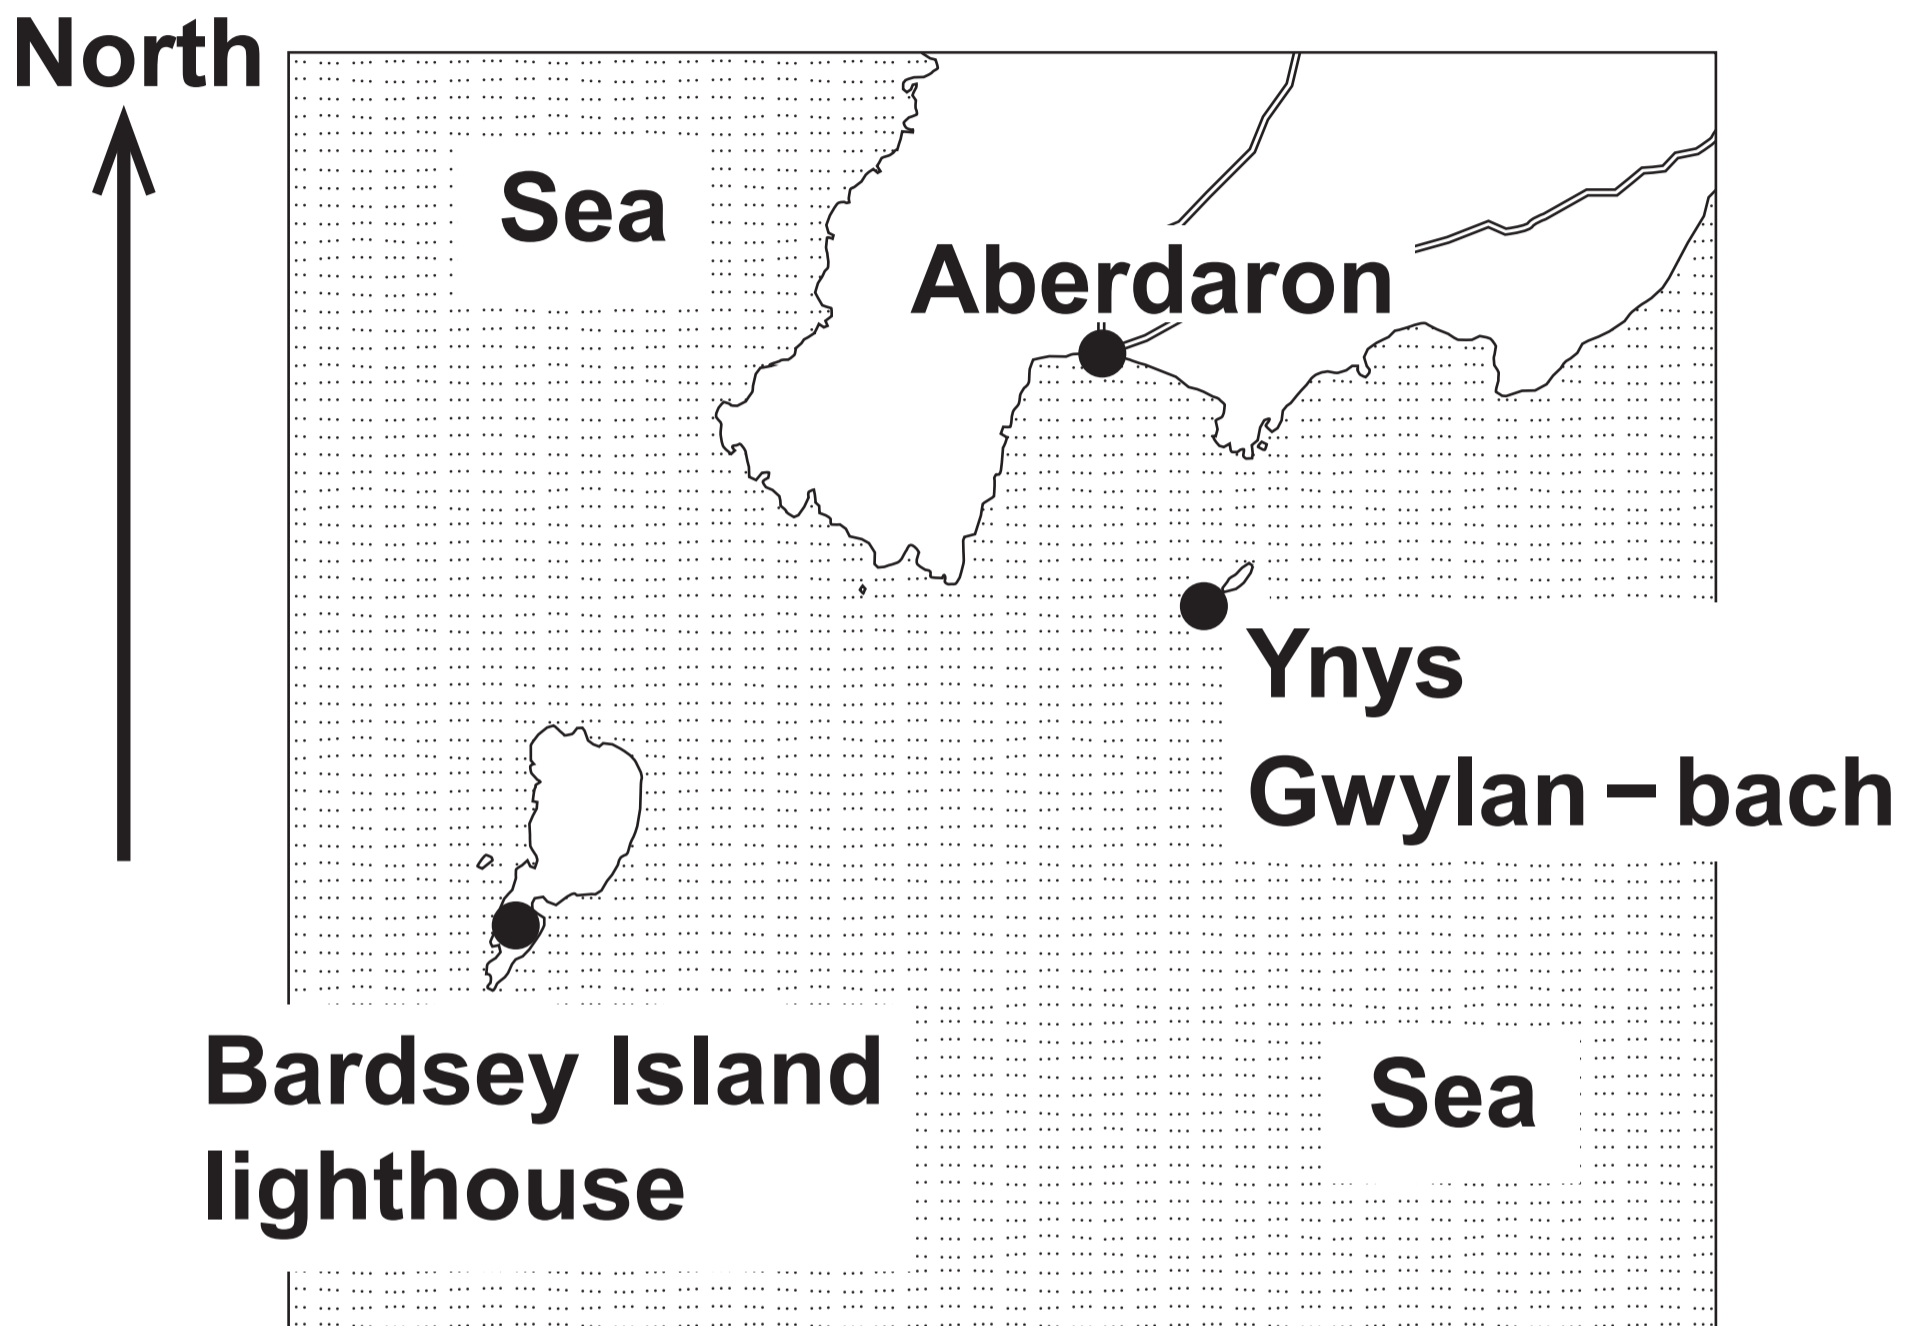 North
Sea
Aberdaron
Ynys
Gwylan – bach
Bardsey Island
lighthouse
Sea